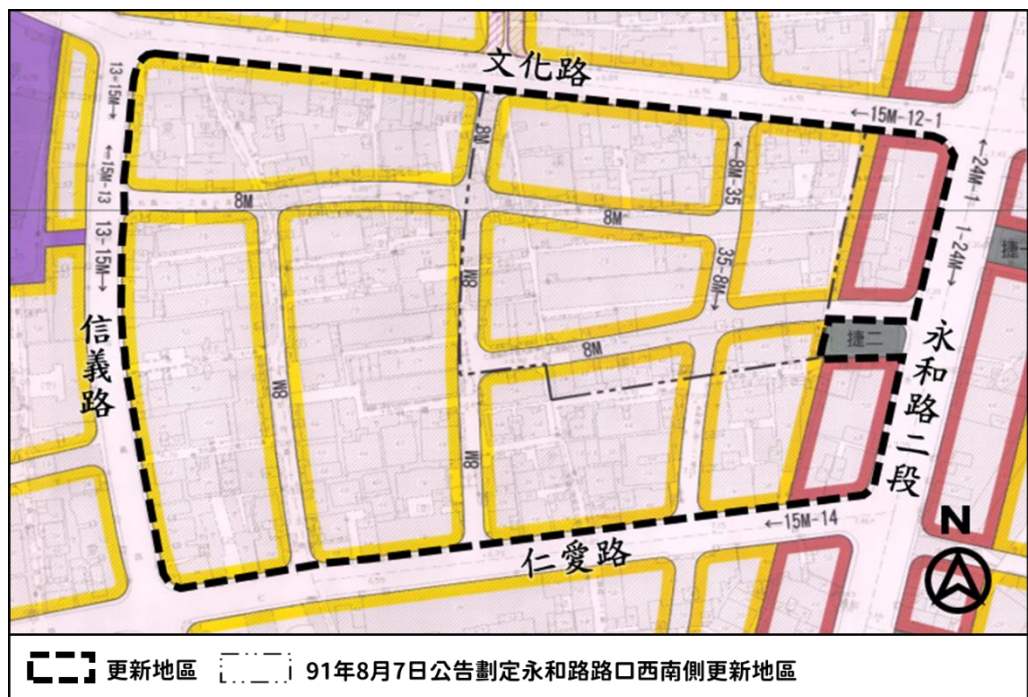 文化路
13-15M→
←15M-12-1
8M
←8M-35
←24M-1
←15M-13
8M
8M
1-24M→
捷一
13-15M→
35-8M→
8M
信義路
8M
捷二
永和路二段
8M
8M
←15M-14
N
仁愛路
更新地區
91年8月7日公告劃定永和路路口西南側更新地區